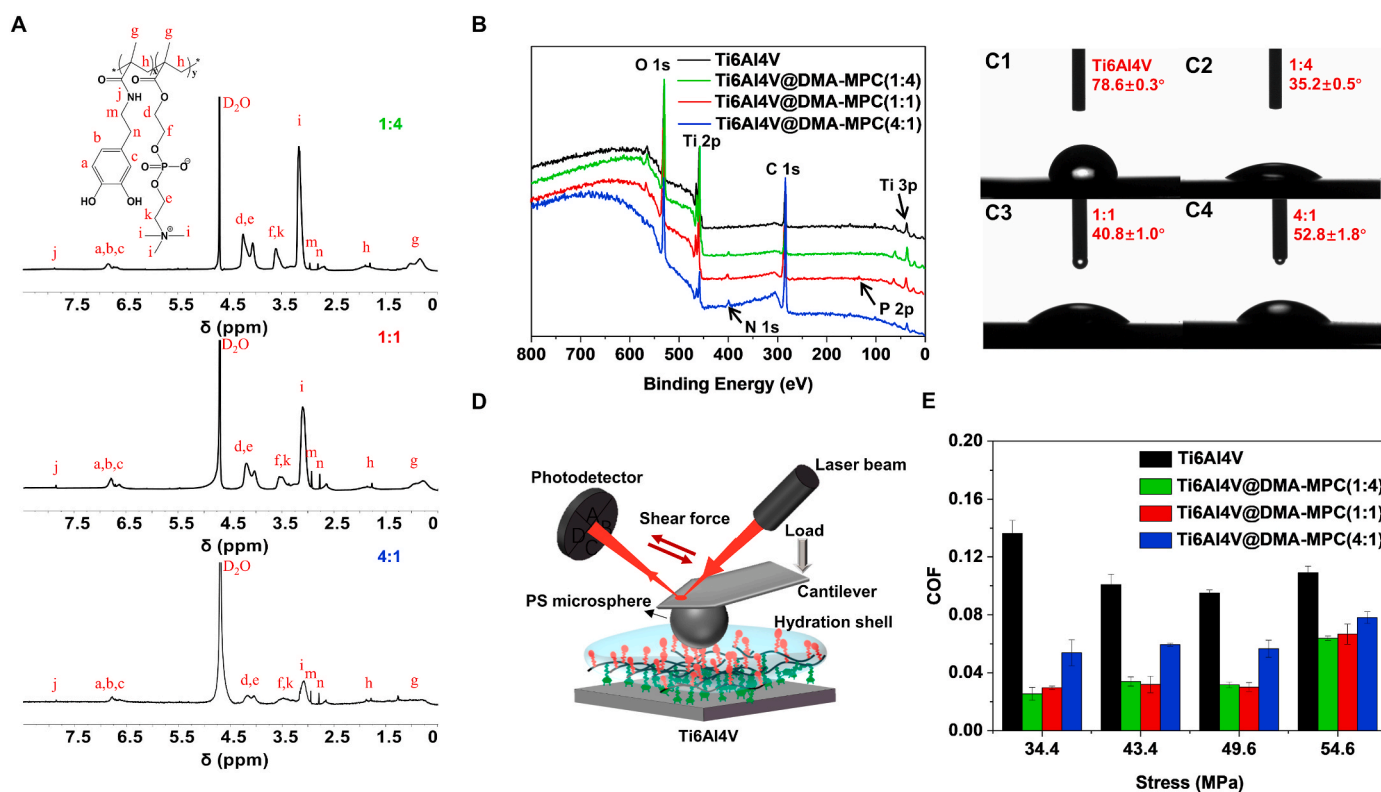 A
g
g
*
h
x
h
y
*
O
NH
j
m
n
b
a
c
HO
OH
O
O
d
f
O
O=P-O⊖
O
e
k
N⊕
i
i
i
D2O
1:4
i
d,e
j
a,b,c
f,k
m
n
h
g
7.5
6.5
5.5
4.5
3.5
2.5
1.5
0
δ (ppm)
D2O
1:1
i
d,e
j
a,b,c
f,k
m
n
h
g
7.5
6.5
5.5
4.5
3.5
2.5
1.5
0
δ (ppm)
4:1
D2O
i
j
a,b,c
d,e
f,k
m
n
h
g
7.5
6.5
5.5
4.5
3.5
2.5
1.5
0
δ (ppm)
B
Ti6Al4V
Ti6Al4V@DMA-MPC(1:4)
Ti6Al4V@DMA-MPC(1:1)
Ti6Al4V@DMA-MPC(4:1)
O 1s
Ti 2p
C 1s
Ti 3p
P 2p
N 1s
800
700
600
500
400
300
200
100
0
Binding Energy (eV)
C1
Ti6Al4V
78.6±0.3°
C2
1:4
35.2±0.5°
C3
1:1
40.8±1.0°
C4
4:1
52.8±1.8°
D
Photodetector
A
B
D
C
Laser beam
Shear force
Load
Cantilever
PS microsphere
Hydration shell
Ti6Al4V
E
0.20
0.16
0.12
0.08
0.04
0.00
COF
Ti6Al4V
Ti6Al4V@DMA-MPC(1:4)
Ti6Al4V@DMA-MPC(1:1)
Ti6Al4V@DMA-MPC(4:1)
34.4
43.4
49.6
54.6
Stress (MPa)